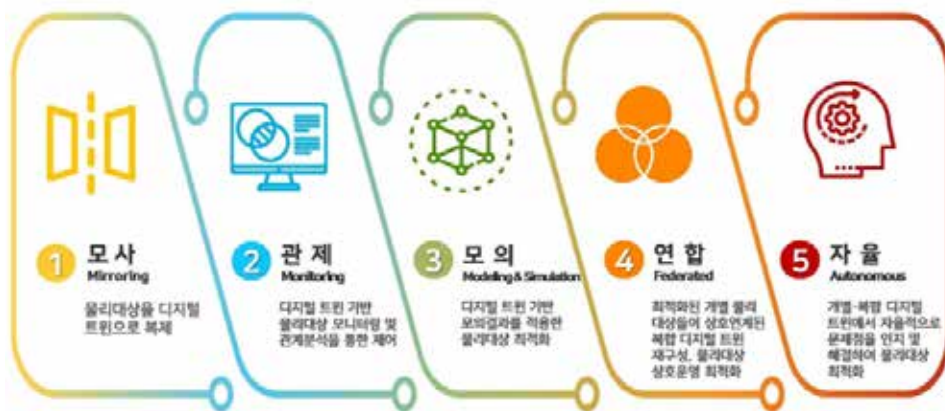 1
모사
Mirroring
물리대상을 디지털
트윈으로 복제
2
관제
Monitoring
디지털 트윈 기반
물리대상 모니터링 및
관계분석을 통한 제어
3
모의
Modeling & Simulation
디지털 트윈 기반
모의결과를 적용한
물리대상 최적화
4
연합
Federated
최적화된 개별 물리
대상들이 상호연계된
복합 디지털 트윈
재구성, 물리대상
상호운영 최적화
5
자율
Autonomous
개별·복합 디지털
트윈에서 자율적으로
문제점을 인지 및
해결하여 물리대상
최적화